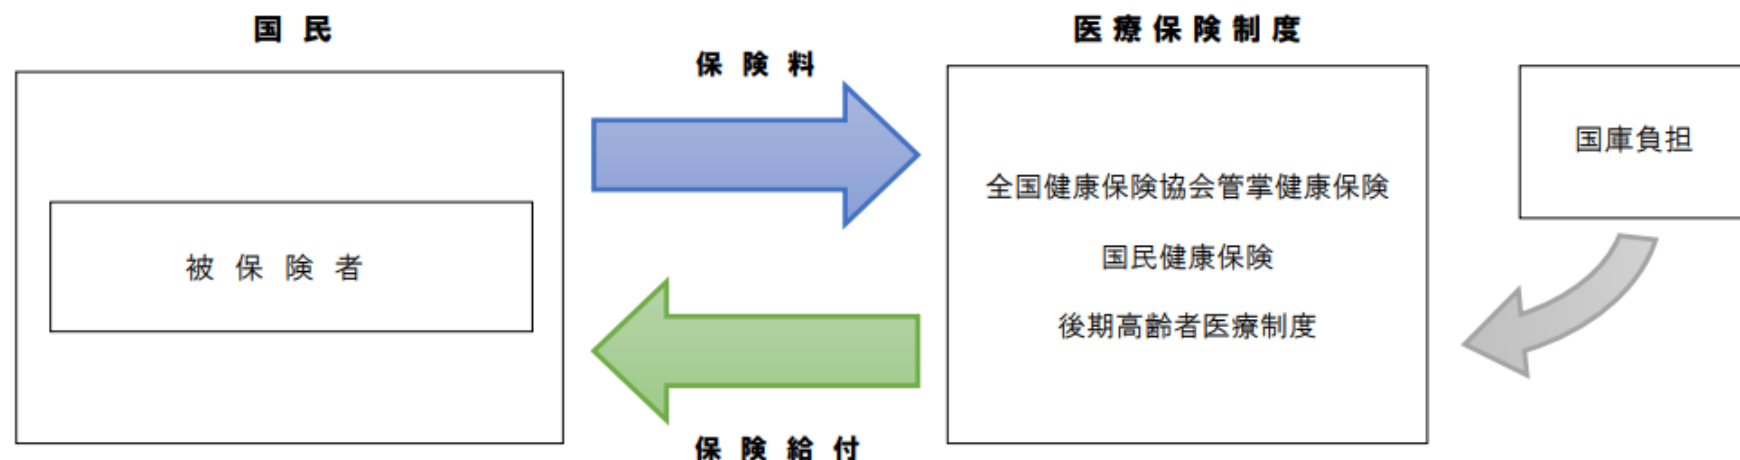 国民
医療保険制度
保険料
国庫負担
全国健康保険協会管掌健康保険
被保険者
国民健康保険
後期高齢者医療制度
保険給付